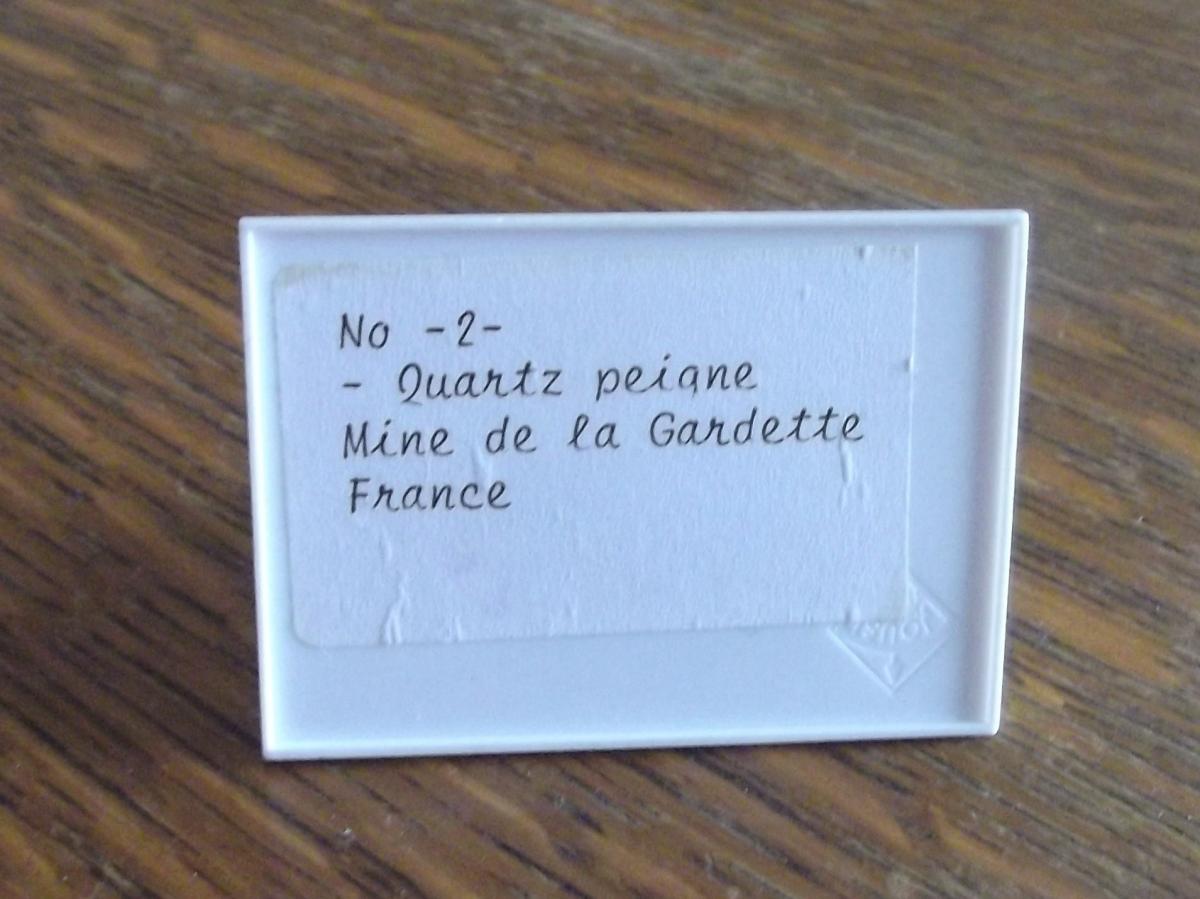 No -2-
- Quartz peigne
Mine de la Gardette
France